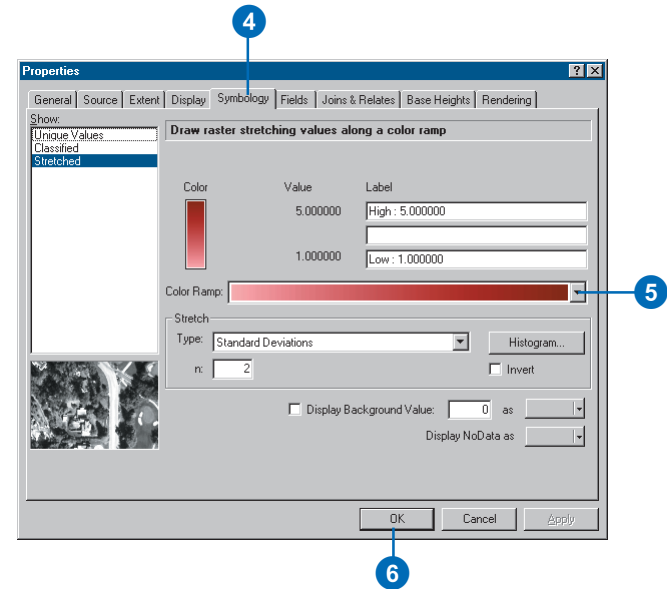 4
Properties
General Source Extent Display Symbology Fields Joins & Relates Base Heights Rendering
Show:
Unique Values
Classified
Stretched
Draw raster stretching values along a color ramp
Color Value Label
5.000000 High : 5.000000
1.000000 Low : 1.000000
Color Ramp:
5
Stretch
Type: Standard Deviations Histogram...
n: 2 Invert
Display Background Value: 0 as
Display NoData as
OK Cancel Apply
6